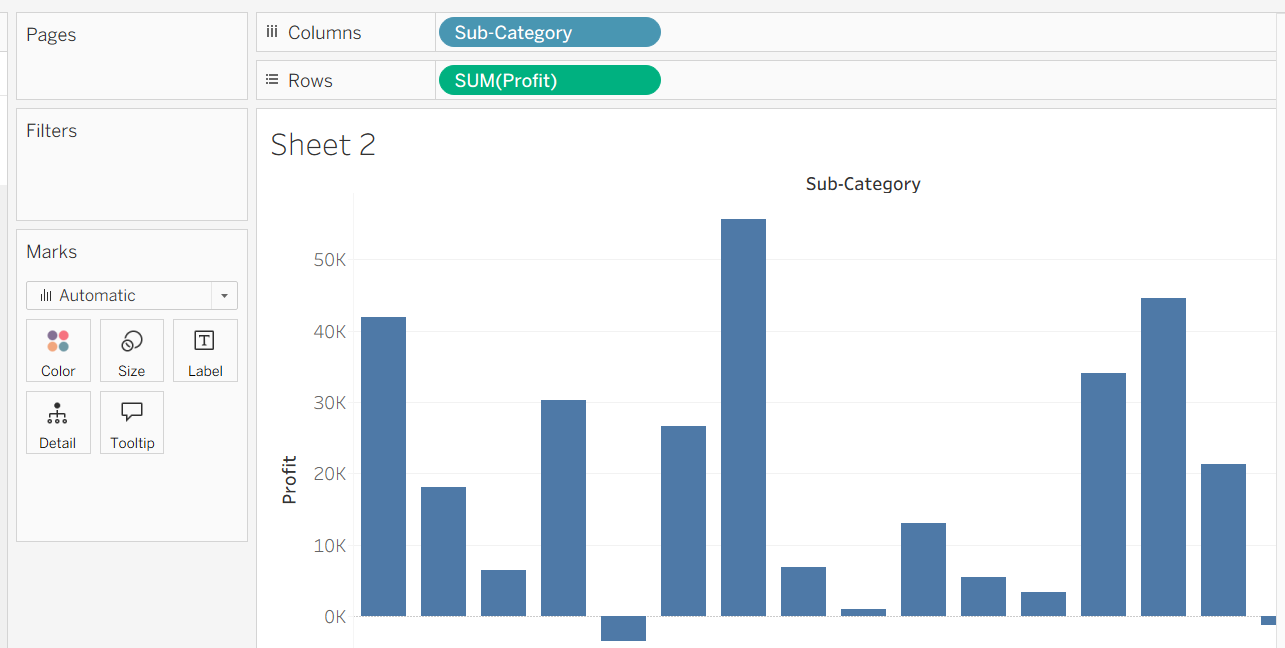 Pages
Columns
Sub-Category
Rows
SUM(Profit)
Filters
Sheet 2
Sub-Category
Marks
Automatic
Color
Size
Label
Detail
Tooltip
Profit
50K
40K
30K
20K
10K
0K